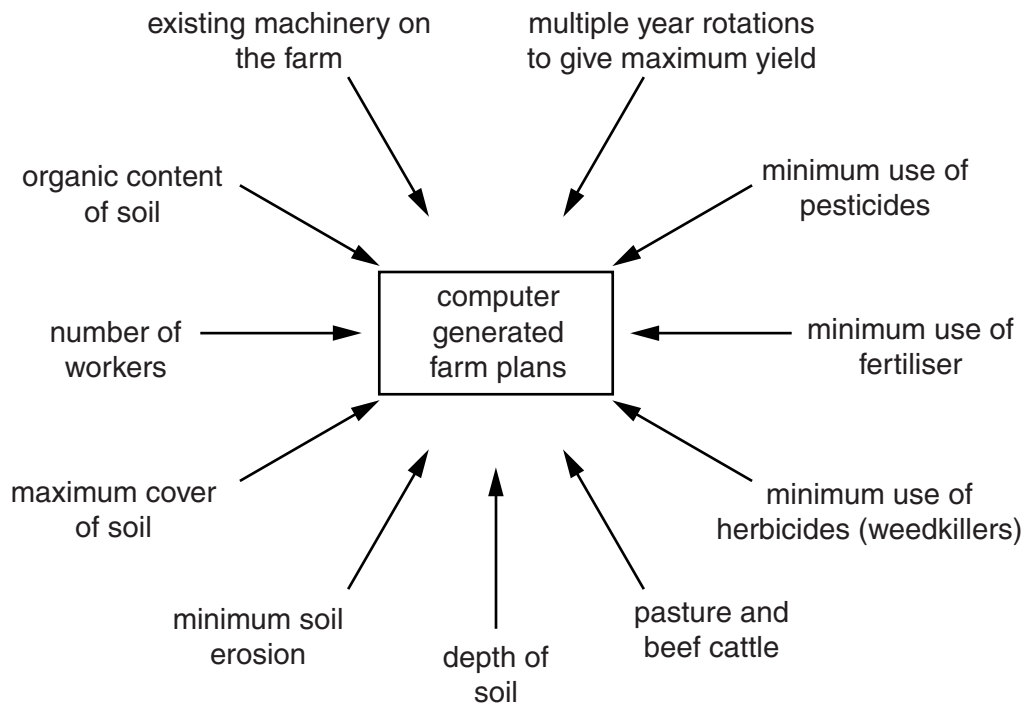 existing machinery on
the farm
multiple year rotations
to give maximum yield
organic content
of soil
minimum use of
pesticides
number of
workers
computer
generated
farm plans
minimum use of
fertiliser
maximum cover
of soil
minimum use of
herbicides (weedkillers)
minimum soil
erosion
depth of
soil
pasture and
beef cattle